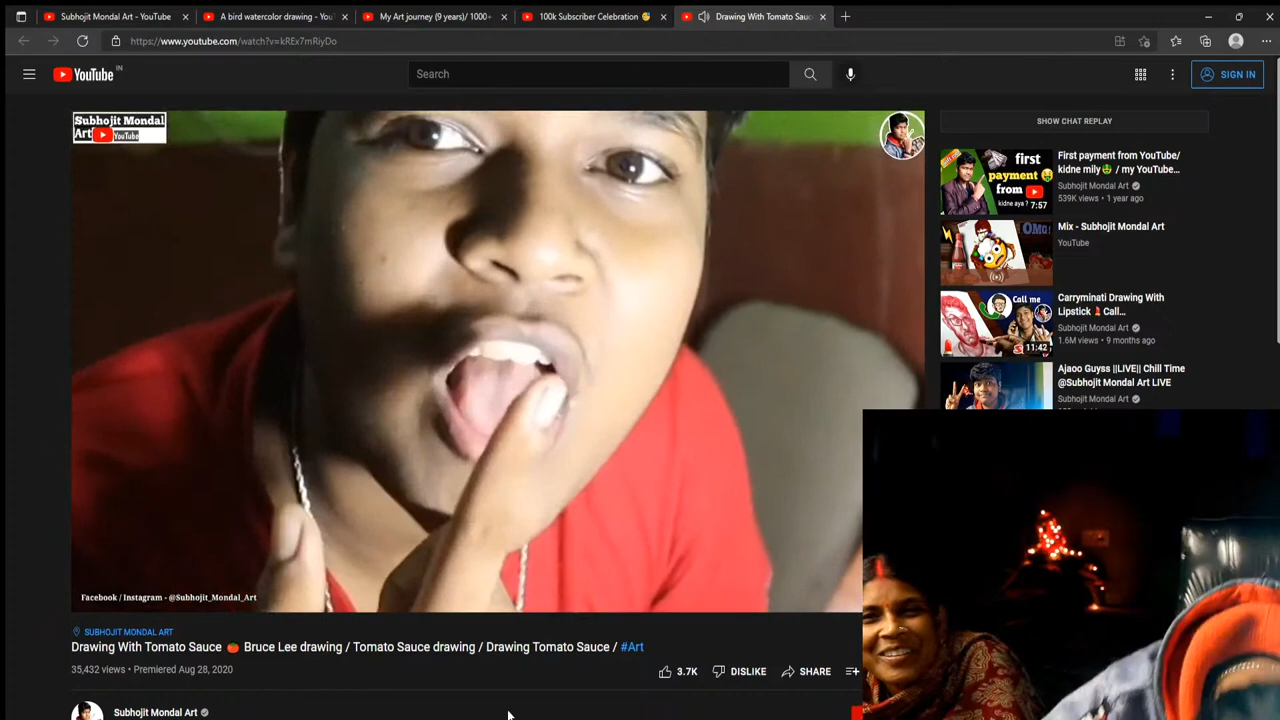 Subhojit Mondal Art - YouTube
A bird watercolor drawing - You
My Art journey (9 years)/ 1000+
100k Subscriber Celebration
Drawing With Tomato Sauc
https://www.youtube.com/watch?v=kREx7mRiyDo
YouTube IN
Search
SIGN IN
Subhojit Mondal
Art YouTube
SHOW CHAT REPLAY
first
payment
from
kidne aya ?
7:57
First payment from YouTube/
kidne mily / my YouTube...
Subhojit Mondal Art
539K views • 1 year ago
OMG!
Mix - Subhojit Mondal Art
YouTube
Call me
11:42
Carryminati Drawing With
Lipstick Call...
Subhojit Mondal Art
1.6M views • 9 months ago
Ajaoo Guyss ||LIVE|| Chill Time
@Subhojit Mondal Art LIVE
Subhojit Mondal Art
Facebook / Instagram - @Subhojit_Mondal_Art
SUBHOJIT MONDAL ART
Drawing With Tomato Sauce 🍅 Bruce Lee drawing / Tomato Sauce drawing / Drawing Tomato Sauce / #Art
35,432 views • Premiered Aug 28, 2020
3.7K
DISLIKE
SHARE
Subhojit Mondal Art